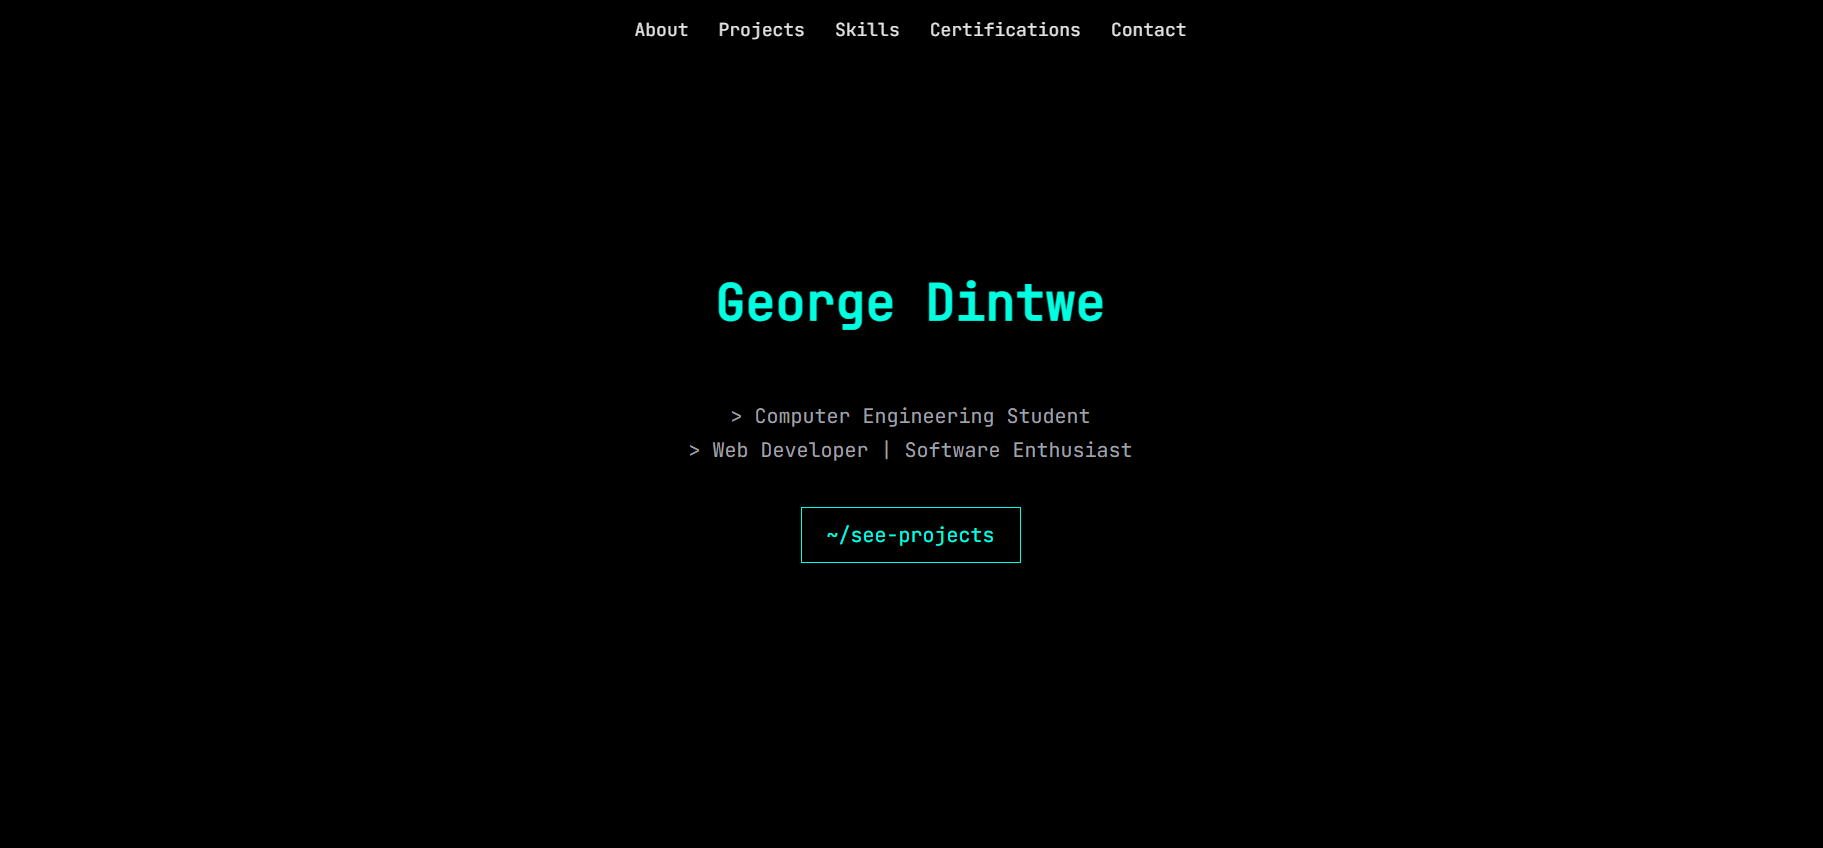 About Projects Skills Certifications Contact
George Dintwe
> Computer Engineering Student
> Web Developer | Software Enthusiast
~/see-projects